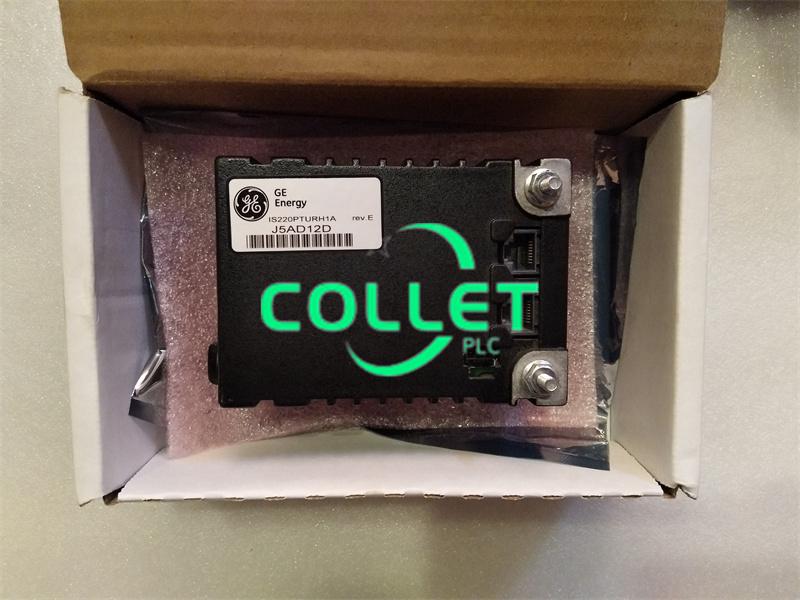 GE
Energy
IS220PTURH1A rev.E
J5AD12D
COLLET
PLC